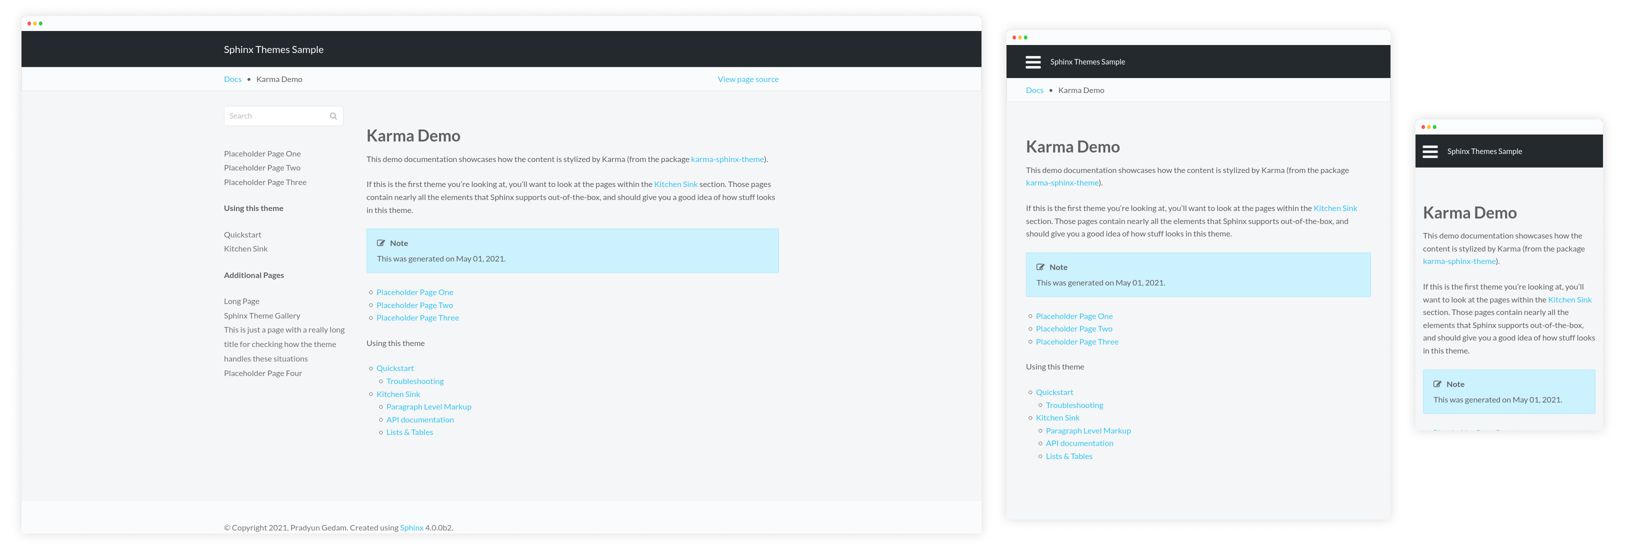 Sphinx Themes Sample
Docs • Karma Demo
View page source
Search
Placeholder Page One
Placeholder Page Two
Placeholder Page Three
Using this theme
Quickstart
Kitchen Sink
Additional Pages
Long Page
Sphinx Theme Gallery
This is just a page with a really long
title for checking how the theme
handles these situations
Placeholder Page Four
Karma Demo
This demo documentation showcases how the content is stylized by Karma (from the package karma-sphinx-theme).
If this is the first theme you're looking at, you'll want to look at the pages within the Kitchen Sink section. Those pages
contain nearly all the elements that Sphinx supports out-of-the-box, and should give you a good idea of how stuff looks
in this theme.
Note
This was generated on May 01, 2021.
Placeholder Page One
Placeholder Page Two
Placeholder Page Three
Using this theme
Quickstart
Troubleshooting
Kitchen Sink
Paragraph Level Markup
API documentation
Lists & Tables
© Copyright 2021, Pradyun Gedam. Created using Sphinx 4.0.0b2.
Sphinx Themes Sample
Docs • Karma Demo
Karma Demo
This demo documentation showcases how the content is stylized by Karma (from the package
karma-sphinx-theme).
If this is the first theme you're looking at, you'll want to look at the pages within the Kitchen Sink
section. Those pages contain nearly all the elements that Sphinx supports out-of-the-box, and
should give you a good idea of how stuff looks in this theme.
Note
This was generated on May 01, 2021.
Placeholder Page One
Placeholder Page Two
Placeholder Page Three
Using this theme
Quickstart
Troubleshooting
Kitchen Sink
Paragraph Level Markup
API documentation
Lists & Tables
Sphinx Themes Sample
Karma Demo
This demo documentation showcases how the
content is stylized by Karma (from the package
karma-sphinx-theme).
If this is the first theme you're looking at, you'll
want to look at the pages within the Kitchen Sink
section. Those pages contain nearly all the
elements that Sphinx supports out-of-the-box,
and should give you a good idea of how stuff looks
in this theme.
Note
This was generated on May 01, 2021.